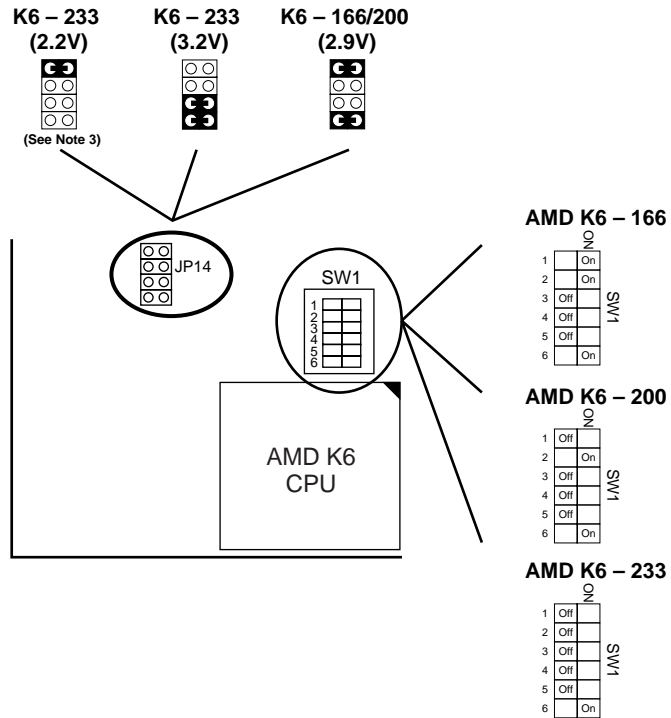 K6 – 233
(2.2V)
(See Note 3)
K6 – 233
(3.2V)
K6 – 166/200
(2.9V)
JP14
SW1
1
2
3
4
5
6
AMD K6
CPU
AMD K6 – 166
ON
1 On
2 On
3 Off
4 Off
5 Off
6 On
SW1
AMD K6 – 200
ON
1 Off
2 On
3 Off
4 Off
5 Off
6 On
SW1
AMD K6 – 233
ON
1 Off
2 Off
3 Off
4 Off
5 Off
6 On
SW1